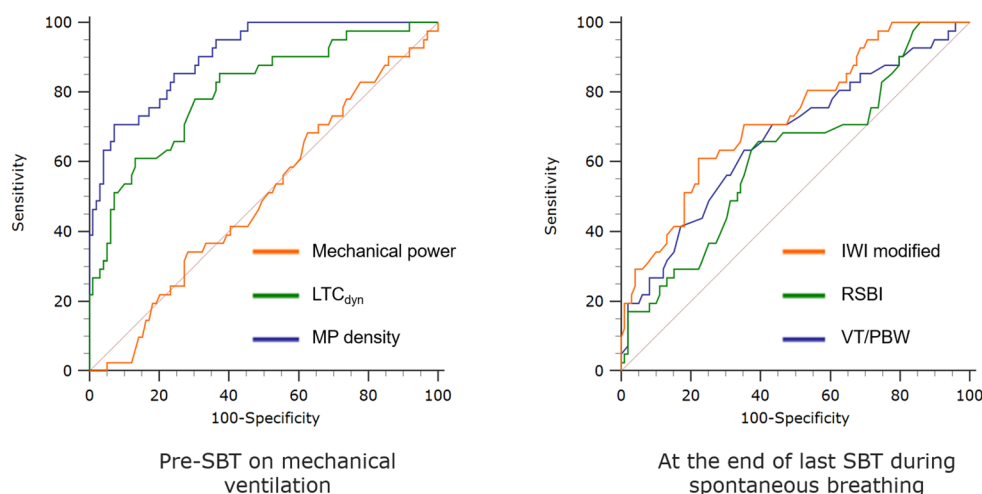 100
80
60
40
20
0
Sensitivity
Mechanical power
LTCdyn
MP density
0 20 40 60 80 100
100-Specificity
Pre-SBT on mechanical
ventilation
100
80
60
40
20
0
Sensitivity
IWI modified
RSBI
VT/PBW
0 20 40 60 80 100
100-Specificity
At the end of last SBT during
spontaneous breathing